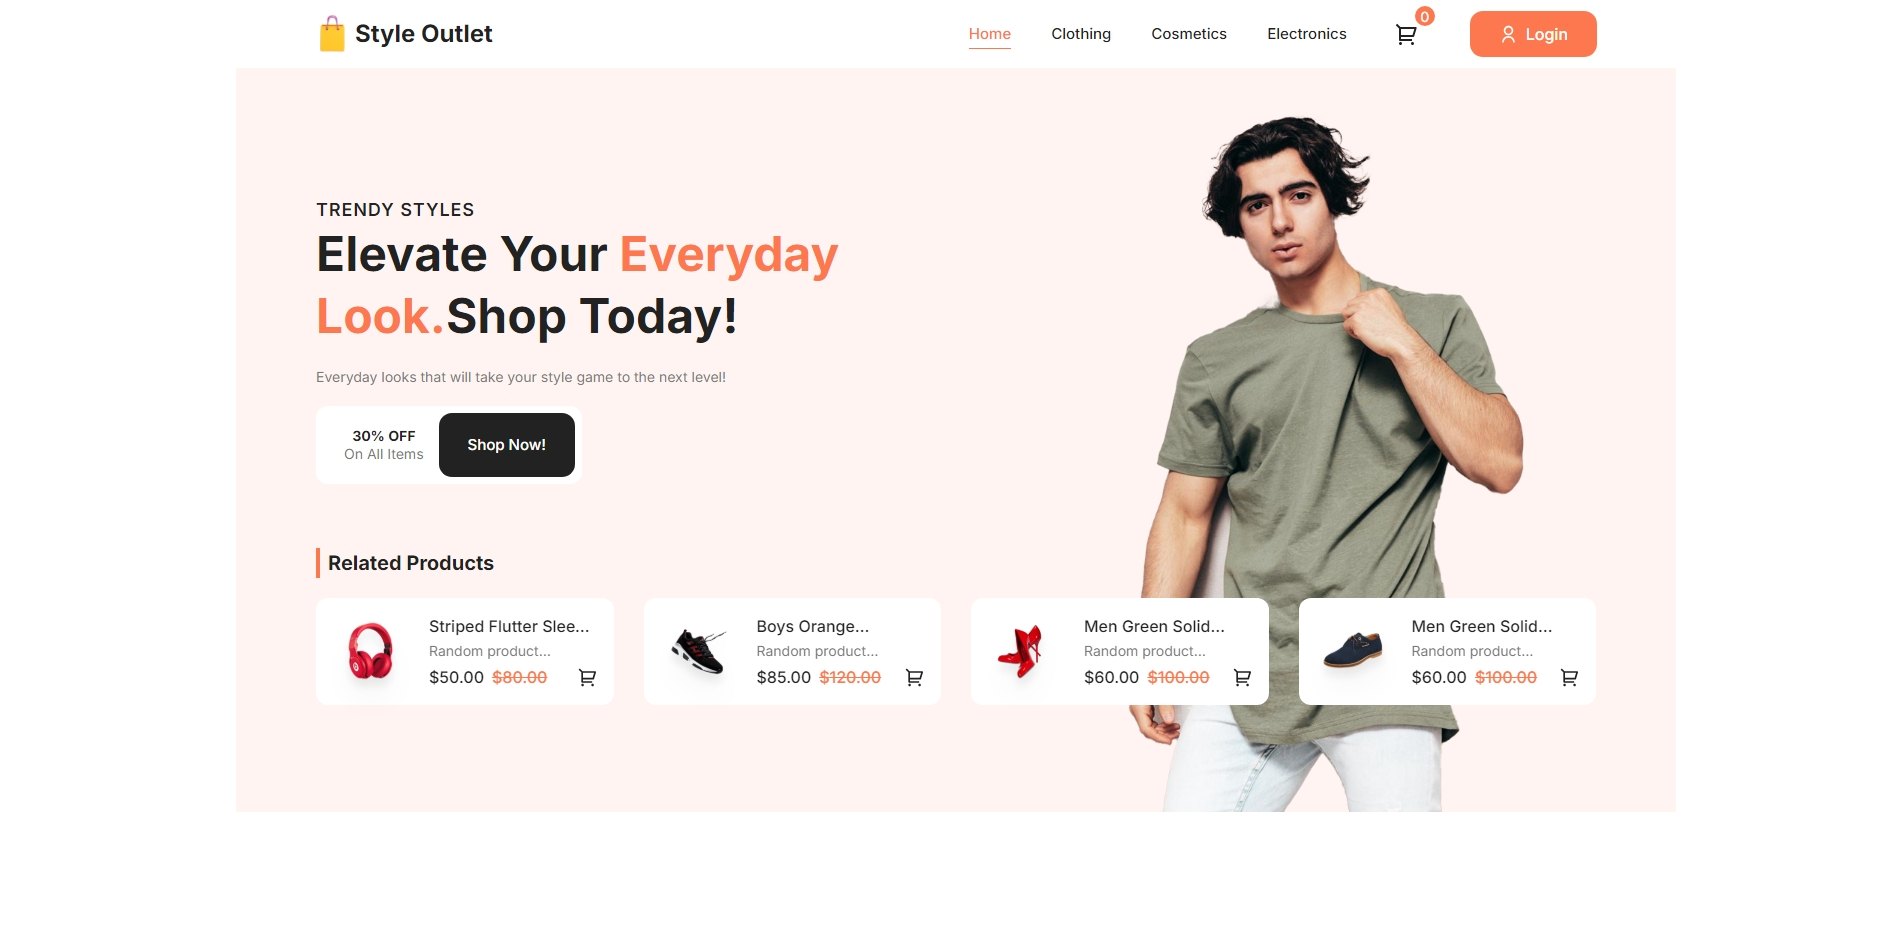 Style Outlet
Home
Clothing
Cosmetics
Electronics
0
Login
TRENDY STYLES
Elevate Your Everyday
Look.Shop Today!
Everyday looks that will take your style game to the next level!
30% OFF
On All Items
Shop Now!
Related Products
Striped Flutter Slee...
Random product...
$50.00 $80.00
Boys Orange...
Random product...
$85.00 $120.00
Men Green Solid...
Random product...
$60.00 $100.00
Men Green Solid...
Random product...
$60.00 $100.00